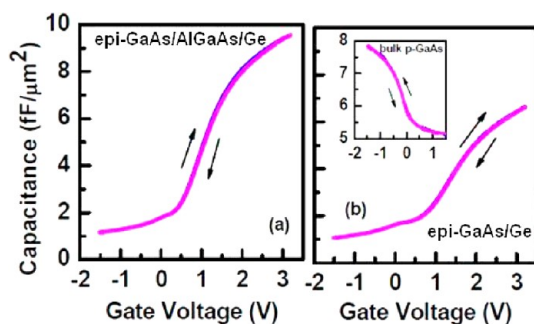 epi-GaAs/AlGaAs/Ge
10
8
6
4
2
0
Capacitance (fF/µm²)
(a)
-2 -1 0 1 2 3
Gate Voltage (V)
bulk p-GaAs
8
7
6
5
-1 0 1
(b)
epi-GaAs/Ge
-2 -1 0 1 2 3
Gate Voltage (V)